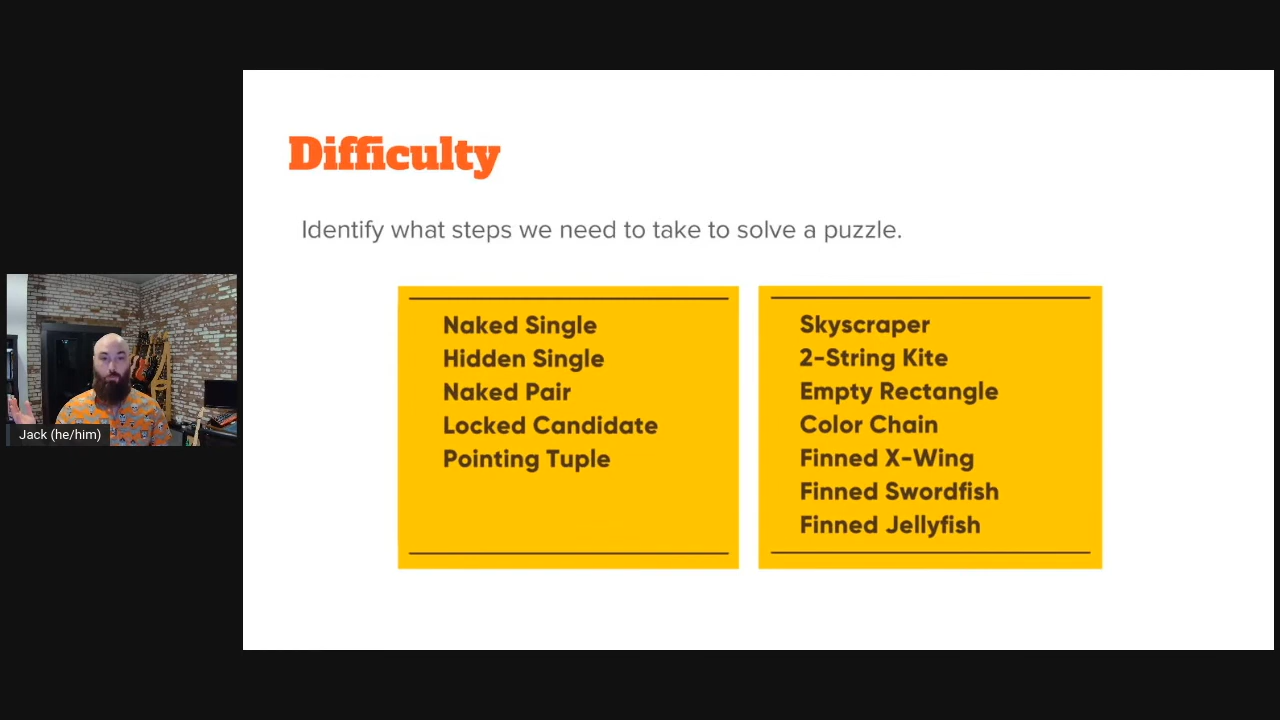 Difficulty
Identify what steps we need to take to solve a puzzle.
Naked Single
Hidden Single
Naked Pair
Locked Candidate
Pointing Tuple
Skyscraper
2-String Kite
Empty Rectangle
Color Chain
Finned X-Wing
Finned Swordfish
Finned Jellyfish
Jack (he/him)